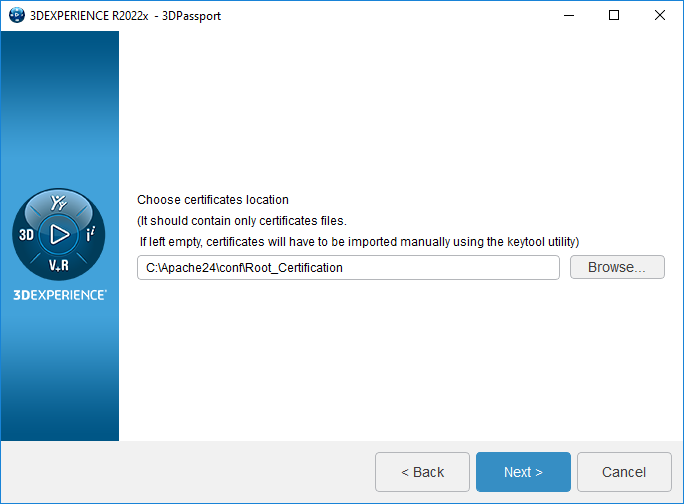 3DEXPERIENCE R2022x - 3DPassport
Choose certificates location
(It should contain only certificates files.
If left empty, certificates will have to be imported manually using the keytool utility)
C:\Apache24\conf\Root_Certification
Browse...
3D
i²
V+R
3DEXPERIENCE
< Back
Next >
Cancel